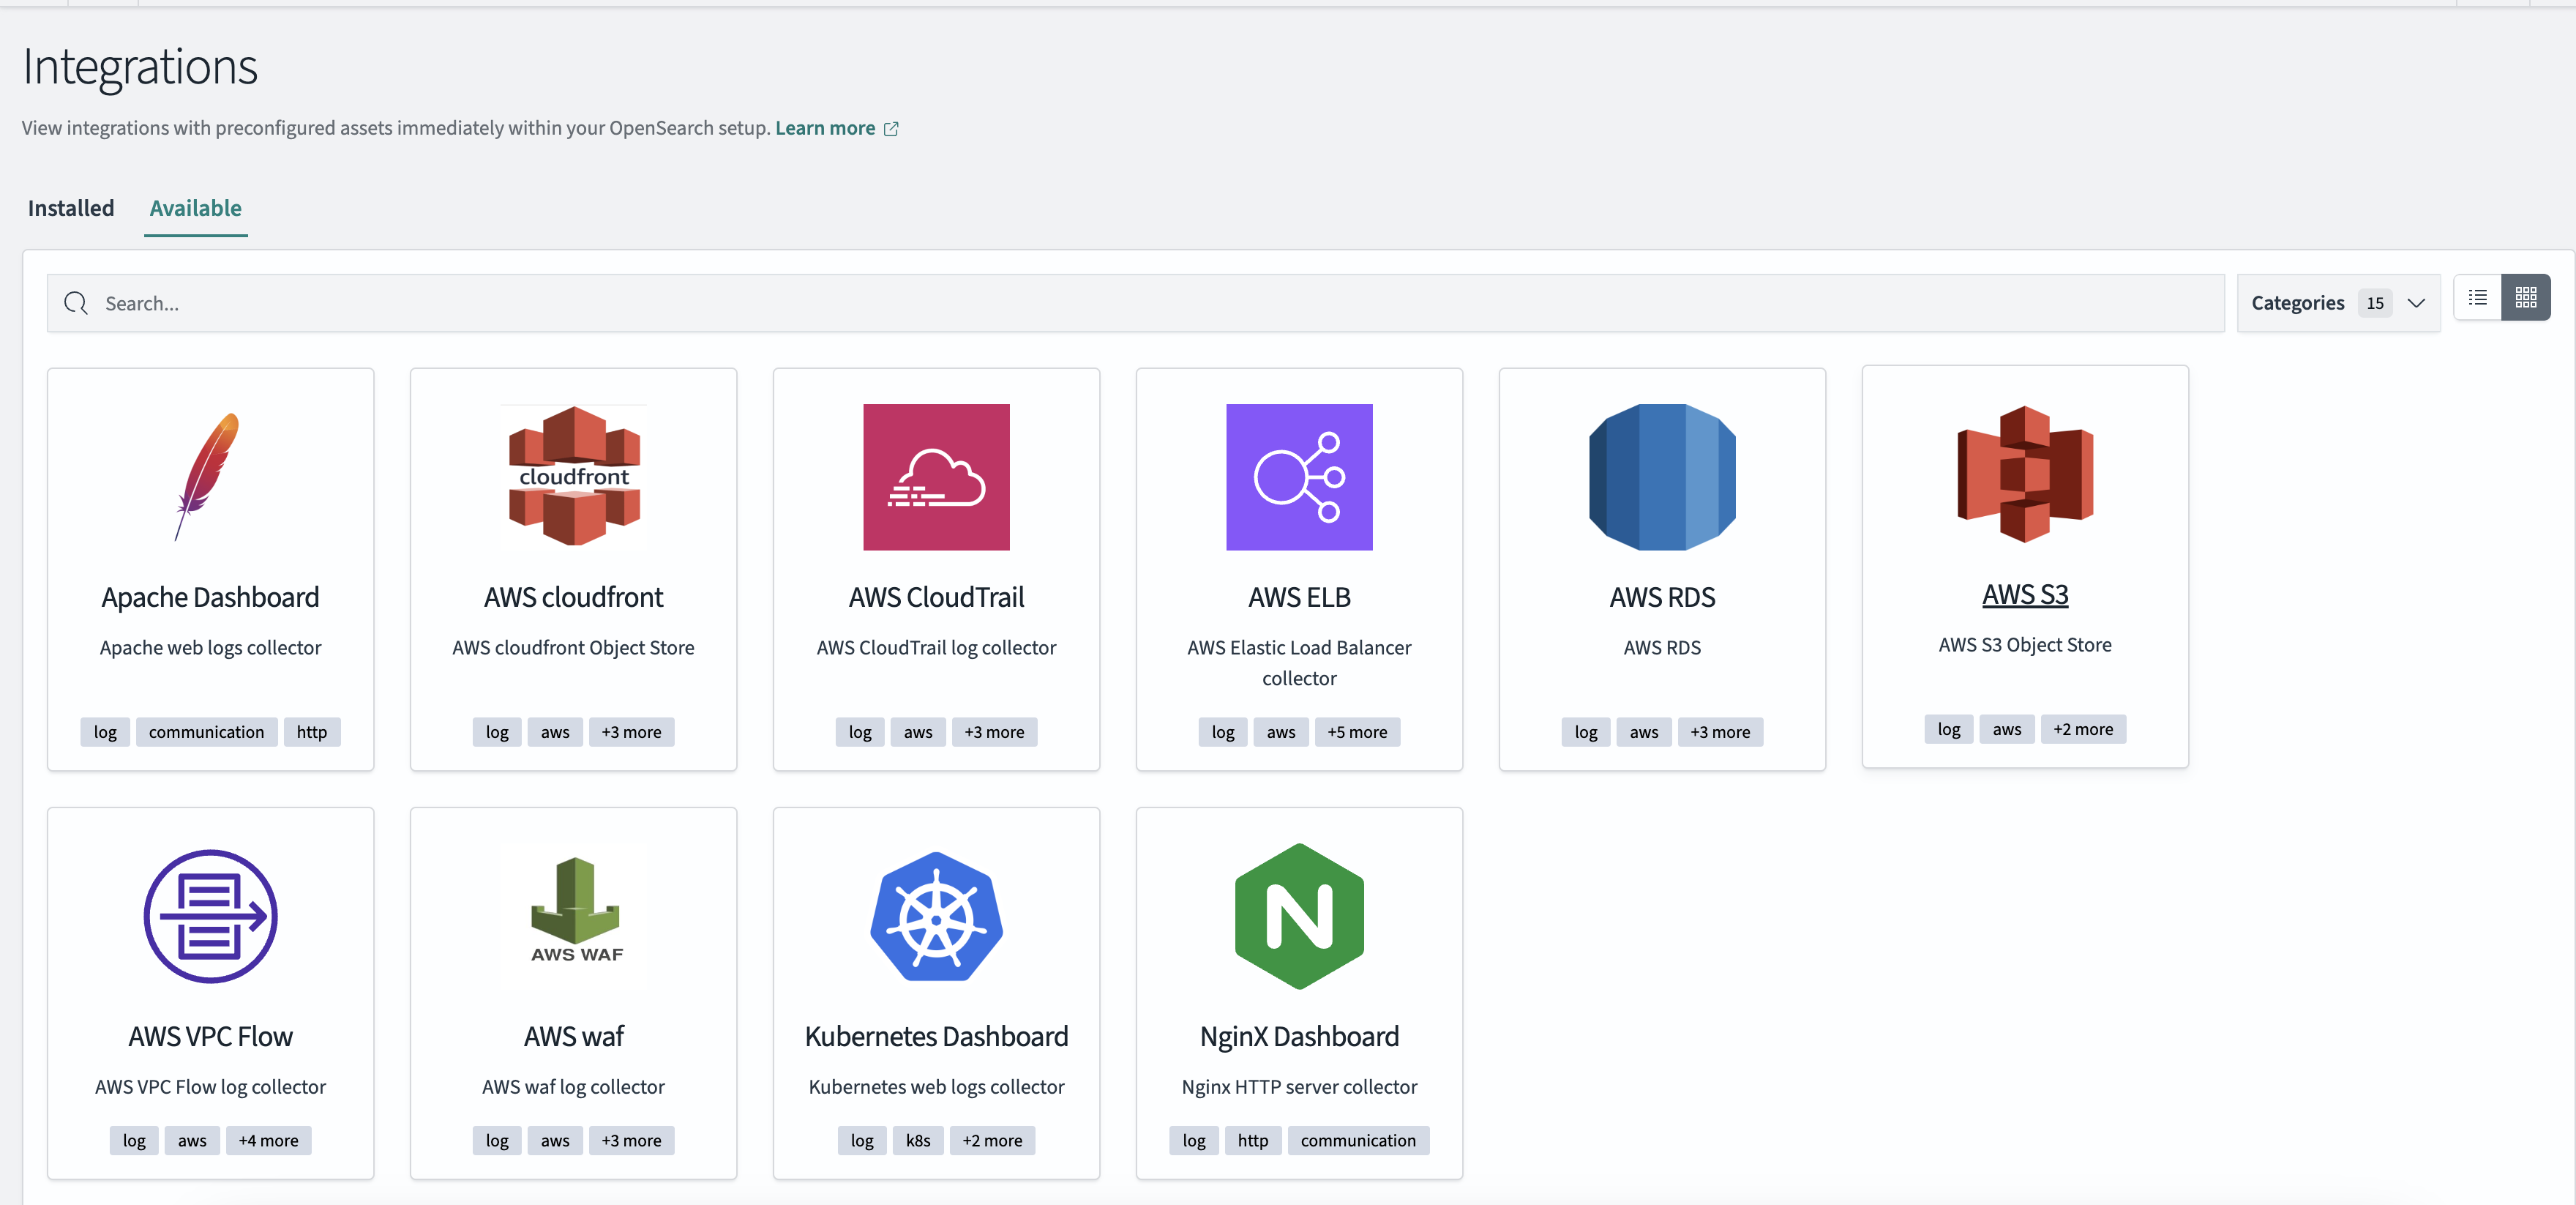 Integrations
View integrations with preconfigured assets immediately within your OpenSearch setup. Learn more
Installed Available
Search...
Categories 15
cloudfront
Apache Dashboard
Apache web logs collector
log communication http
AWS cloudfront
AWS cloudfront Object Store
log aws +3 more
AWS CloudTrail
AWS CloudTrail log collector
log aws +3 more
AWS ELB
AWS Elastic Load Balancer
collector
log aws +5 more
AWS RDS
AWS RDS
log aws +3 more
AWS S3
AWS S3 Object Store
log aws +2 more
AWS VPC Flow
AWS VPC Flow log collector
log aws +4 more
AWS WAF
AWS waf
AWS waf log collector
log aws +3 more
Kubernetes Dashboard
Kubernetes web logs collector
log k8s +2 more
N
NginX Dashboard
Nginx HTTP server collector
log http communication